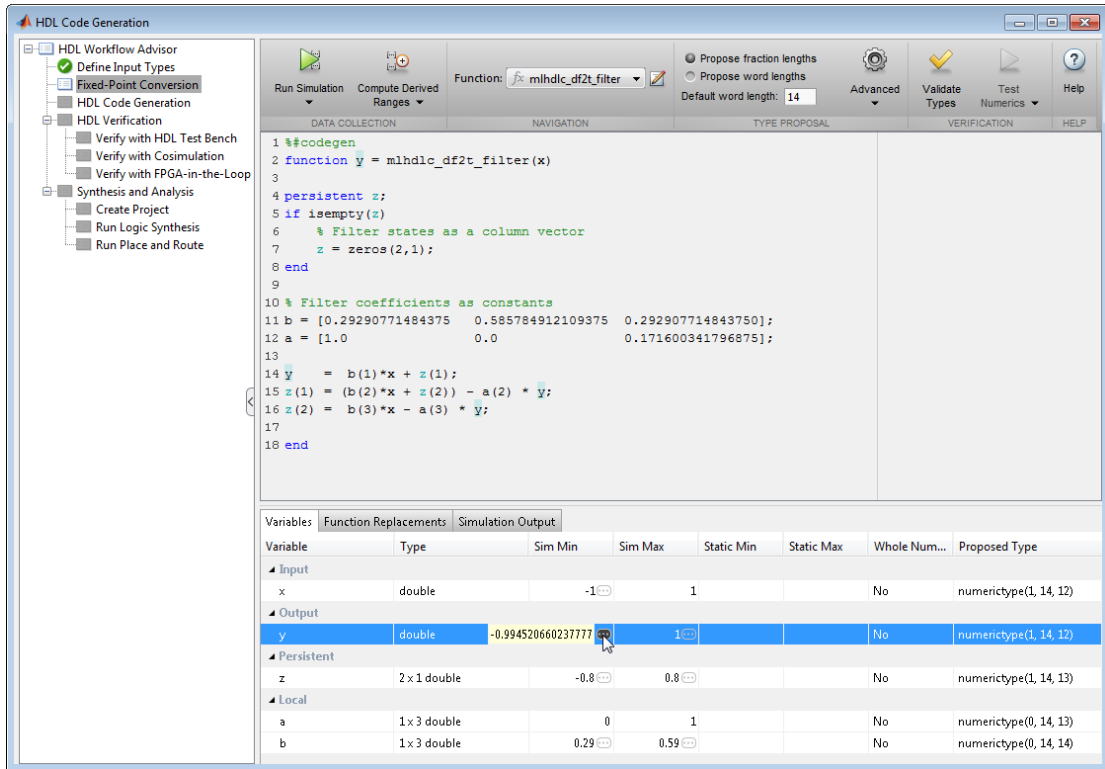 HDL Code Generation
HDL Workflow Advisor
Define Input Types
Fixed-Point Conversion
HDL Code Generation
HDL Verification
Verify with HDL Test Bench
Verify with Cosimulation
Verify with FPGA-in-the-Loop
Synthesis and Analysis
Create Project
Run Logic Synthesis
Run Place and Route
Run Simulation
Compute Derived Ranges
DATA COLLECTION
Function: fx mlhdlc_df2t_filter
NAVIGATION
Propose fraction lengths
Propose word lengths
Default word length: 14
Advanced
TYPE PROPOSAL
Validate Types
Test Numerics
VERIFICATION
Help
HELP
1 %#codegen
2 function y = mlhdlc_df2t_filter(x)
3
4 persistent z;
5 if isempty(z)
6 % Filter states as a column vector
7 z = zeros(2,1);
8 end
9
10 % Filter coefficients as constants
11 b = [0.29290771484375 0.585784912109375 0.292907714843750];
12 a = [1.0 0.0 0.171600341796875];
13
14 y = b(1)*x + z(1);
15 z(1) = (b(2)*x + z(2)) - a(2) * y;
16 z(2) = b(3)*x - a(3) * y;
17
18 end
Variables Function Replacements Simulation Output
Variable Type Sim Min Sim Max Static Min Static Max Whole Num... Proposed Type
Input
x double -1 1 No numerictype(1, 14, 12)
Output
y double -0.994520660237777 1 No numerictype(1, 14, 12)
Persistent
z 2 x 1 double -0.8 0.8 No numerictype(1, 14, 13)
Local
a 1 x 3 double 0 1 No numerictype(0, 14, 13)
b 1 x 3 double 0.29 0.59 No numerictype(0, 14, 14)